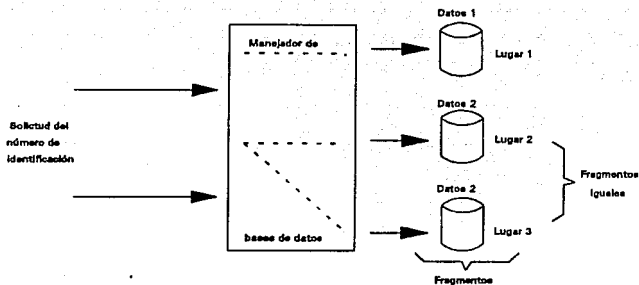 Datos 1
Manejador de
Lugar 1
Datos 2
Solicitud del
número de
identificación
Lugar 2
Fragmentos
Iguales
Datos 2
bases de datos
Lugar 3
Fragmentos